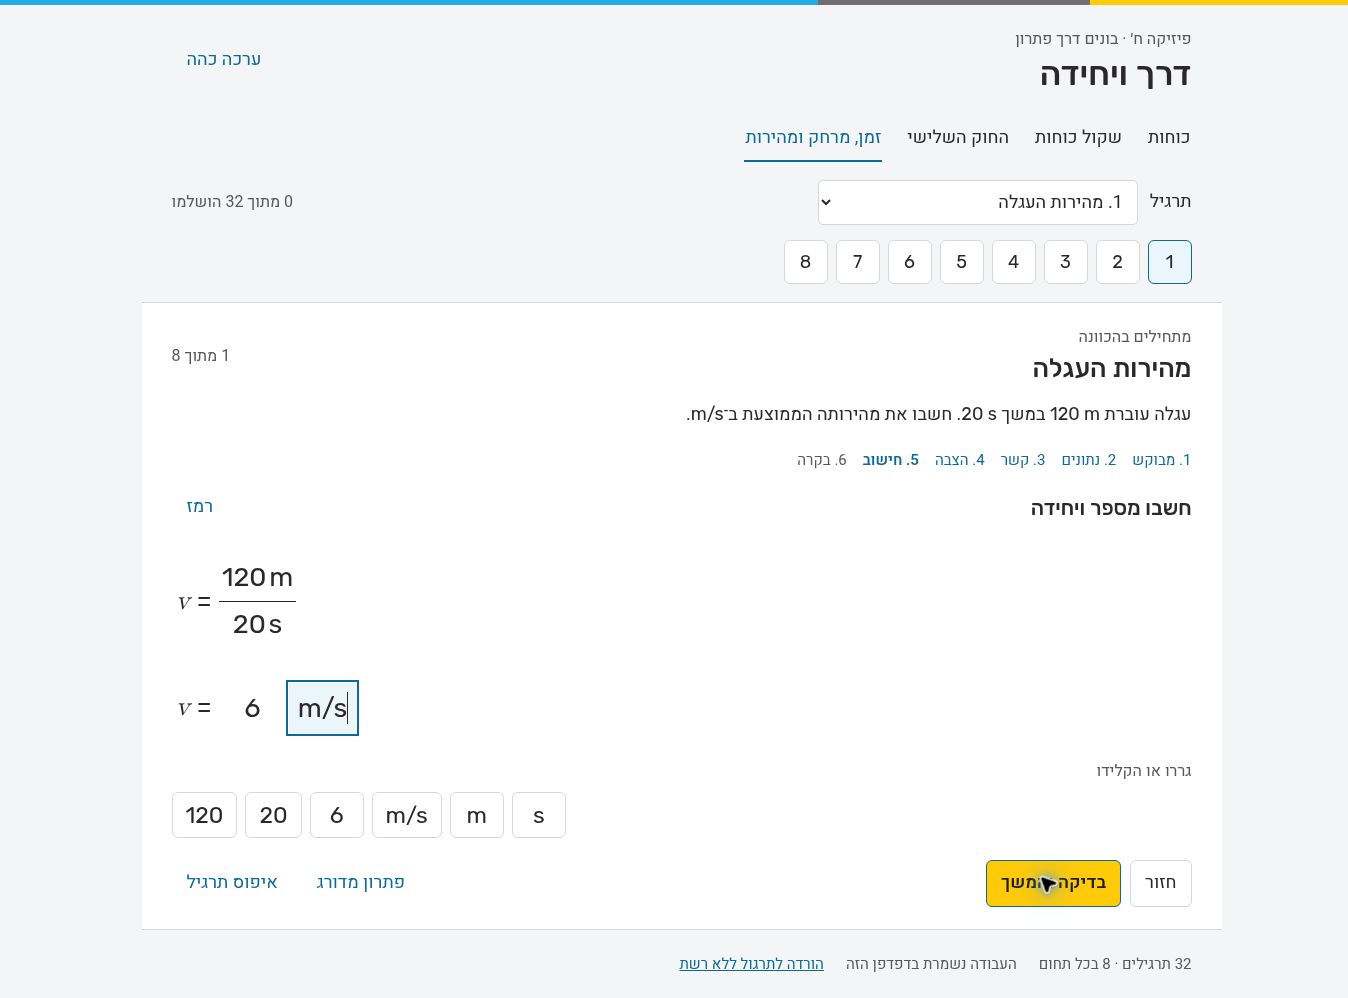 פיזיקה ח׳ · בונים דרך פתרון
דרך ויחידה
ערכה כהה
כוחות
שקול כוחות
החוק השלישי
זמן, מרחק ומהירות
תרגיל
1. מהירות העגלה
0 מתוך 32 הושלמו
1 2 3 4 5 6 7 8
מתחילים בהכוונה
מהירות העגלה
1 מתוך 8
עגלה עוברת 120 m במשך 20 s. חשבו את מהירותה הממוצעת ב־m/s.
1. מבוקש 2. נתונים 3. קשר 4. הצבה 5. חישוב 6. בקרה
חשבו מספר ויחידה
רמז
v = 120 m / 20 s
v = 6 m/s
גררו או הקלידו
120 20 6 m/s m s
חזור
בדיקה והמשך
פתרון מדורג
איפוס תרגיל
32 תרגילים · 8 בכל תחום
העבודה נשמרת בדפדפן הזה
הורדה לתרגול ללא רשת